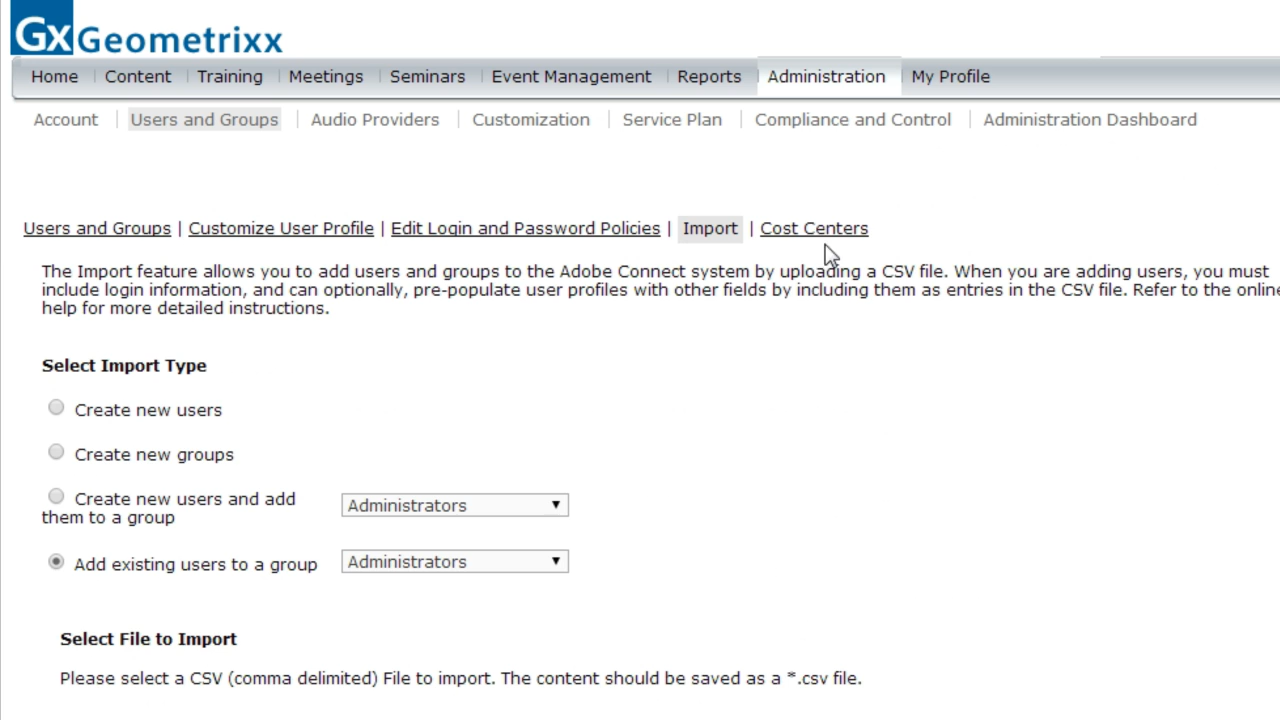 Gx Geometrixx
Home Content Training Meetings Seminars Event Management Reports Administration My Profile
Account Users and Groups Audio Providers Customization Service Plan Compliance and Control Administration Dashboard
Users and Groups | Customize User Profile | Edit Login and Password Policies | Import | Cost Centers
The Import feature allows you to add users and groups to the Adobe Connect system by uploading a CSV file. When you are adding users, you must
include login information, and can optionally, pre-populate user profiles with other fields by including them as entries in the CSV file. Refer to the online
help for more detailed instructions.
Select Import Type
Create new users
Create new groups
Create new users and add
them to a group
Administrators
Add existing users to a group
Administrators
Select File to Import
Please select a CSV (comma delimited) File to import. The content should be saved as a *.csv file.